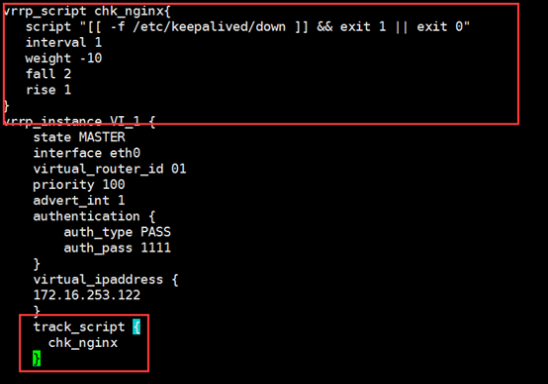 vrrp_script chk_nginx{
script "[[ -f /etc/keepalived/down ]] && exit 1 || exit 0"
interval 1
weight -10
fall 2
rise 1
}
vrrp_instance VI_1 {
state MASTER
interface eth0
virtual_router_id 01
priority 100
advert_int 1
authentication {
auth_type PASS
auth_pass 1111
}
virtual_ipaddress {
172.16.253.122
}
track_script {
chk_nginx
}